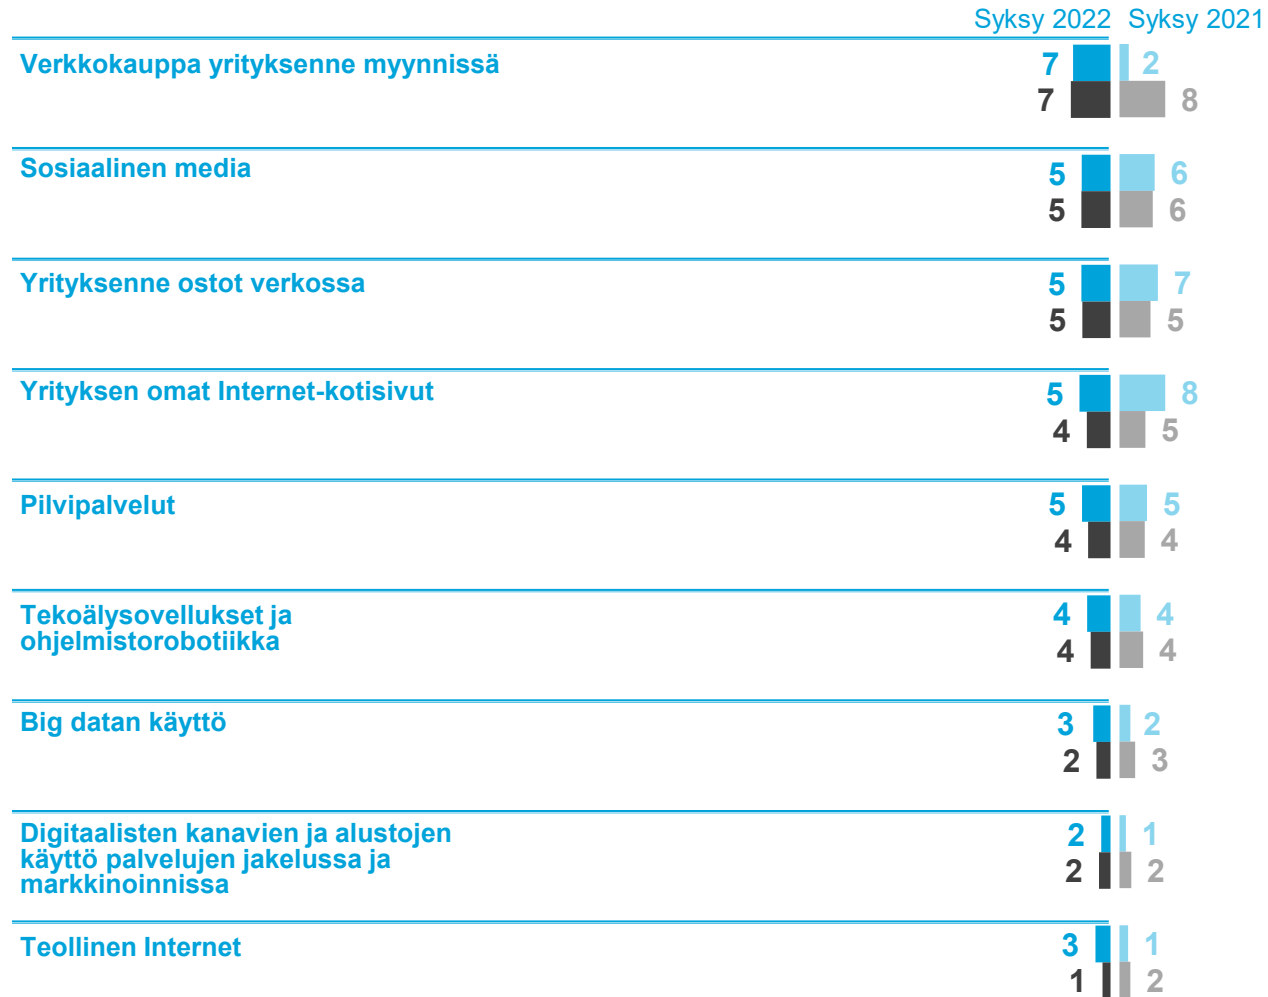 Syksy 2022 Syksy 2021
Verkkokauppa yrityksenne myynnissä
7 2
7 8
Sosiaalinen media
5 6
5 6
Yrityksenne ostot verkossa
5 7
5 5
Yrityksen omat Internet-kotisivut
5 8
4 5
Pilvipalvelut
5 5
4 4
Tekoälysovellukset ja
ohjelmistorobotiikka
4 4
4 4
Big datan käyttö
3 2
2 3
Digitaalisten kanavien ja alustojen
käyttö palvelujen jakelussa ja
markkinoinnissa
2 1
2 2
Teollinen Internet
3 1
1 2